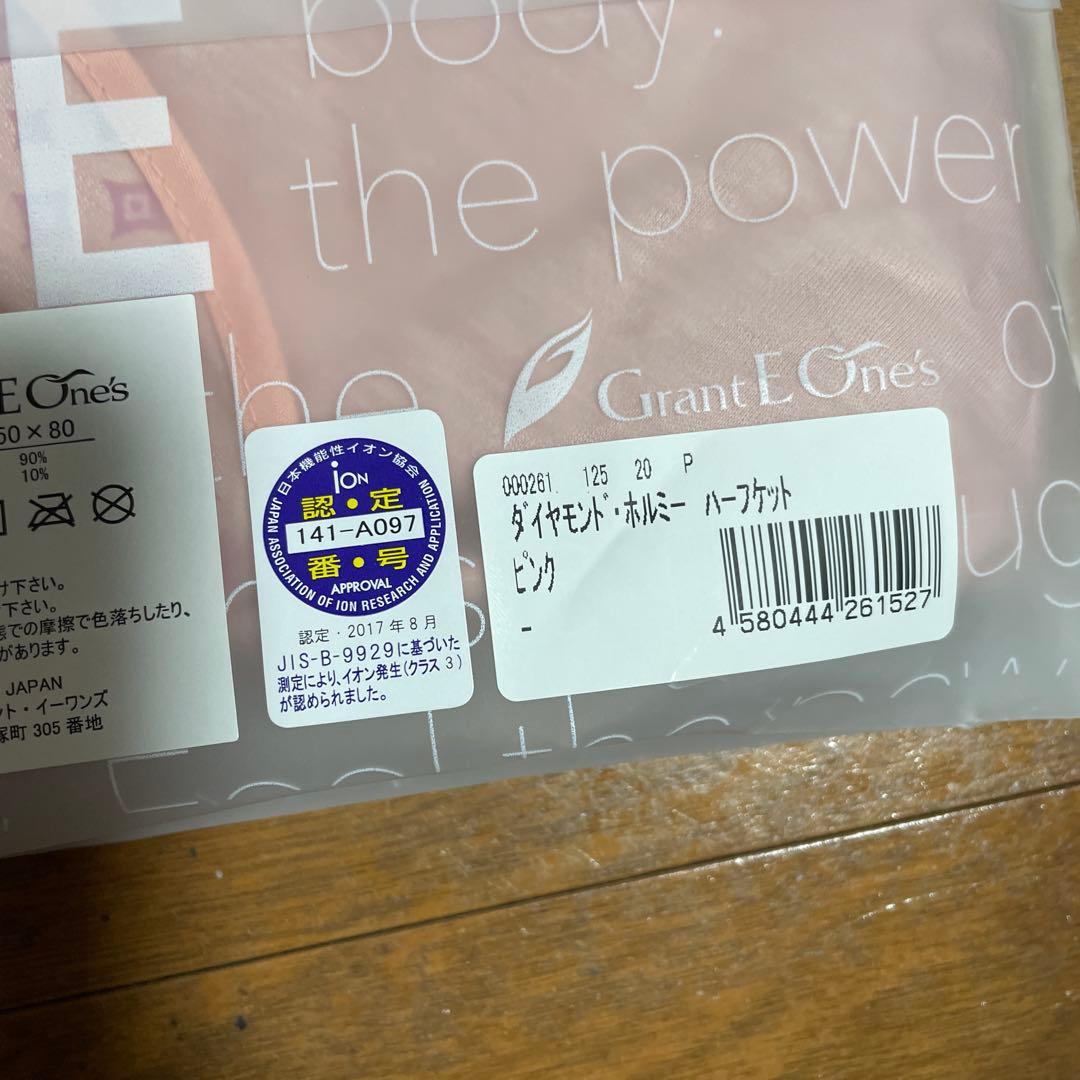 E
body.
the power
of
the
Grant E One's
E One's
50 × 80
90%
10%
け下さい。
下さい。
態での摩擦で色落ちしたり、
があります。
JAPAN
ット・イーワンズ
塚町 305 番地
日本機能性イオン協会
ION
認・定
141-A097
番・号
APPROVAL
JAPAN ASSOCIATION OF ION RESEARCH AND APPLICATION
認定・2017年8月
JIS-B-9929に基づいた
測定により、イオン発生(クラス3)
が認められました。
000261 125 20 P
ダイヤモンド・ホルミー ハーフケット
ピンク
-
4 580444 261527